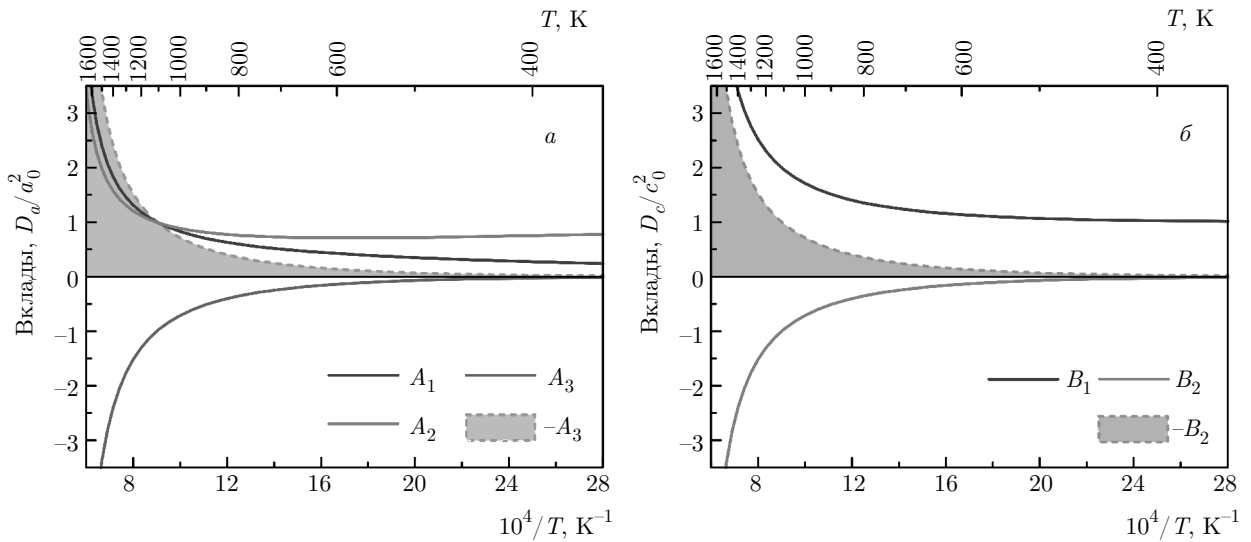 T, К
1600 1400 1200 1000 800 600 400
Вклады, D_a/a_0^2
3
2
1
0
–1
–2
–3
а
A_1 A_3
A_2 –A_3
8 12 16 20 24 28
10^4/T, К^{–1}
T, К
1600 1400 1200 1000 800 600 400
Вклады, D_c/c_0^2
3
2
1
0
–1
–2
–3
б
B_1 B_2
–B_2
8 12 16 20 24 28
10^4/T, К^{–1}